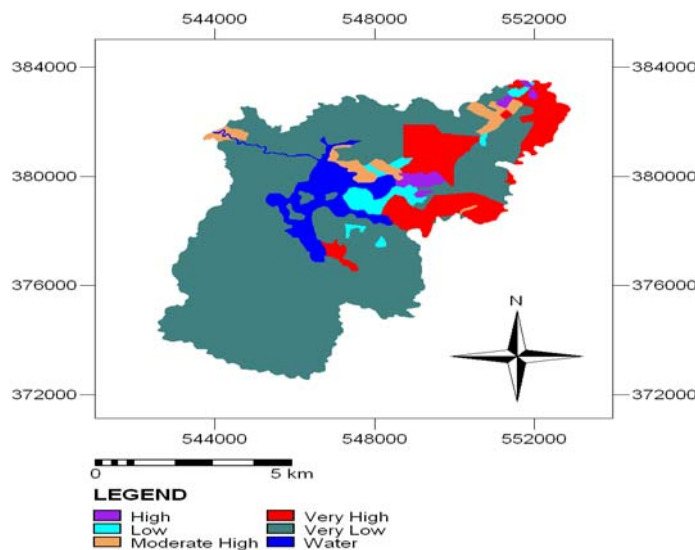 544000 548000 552000
384000 384000
380000 380000
376000 376000
N
372000 372000
544000 548000 552000
0 5 km
LEGEND
High Very High
Low Very Low
Moderate High Water